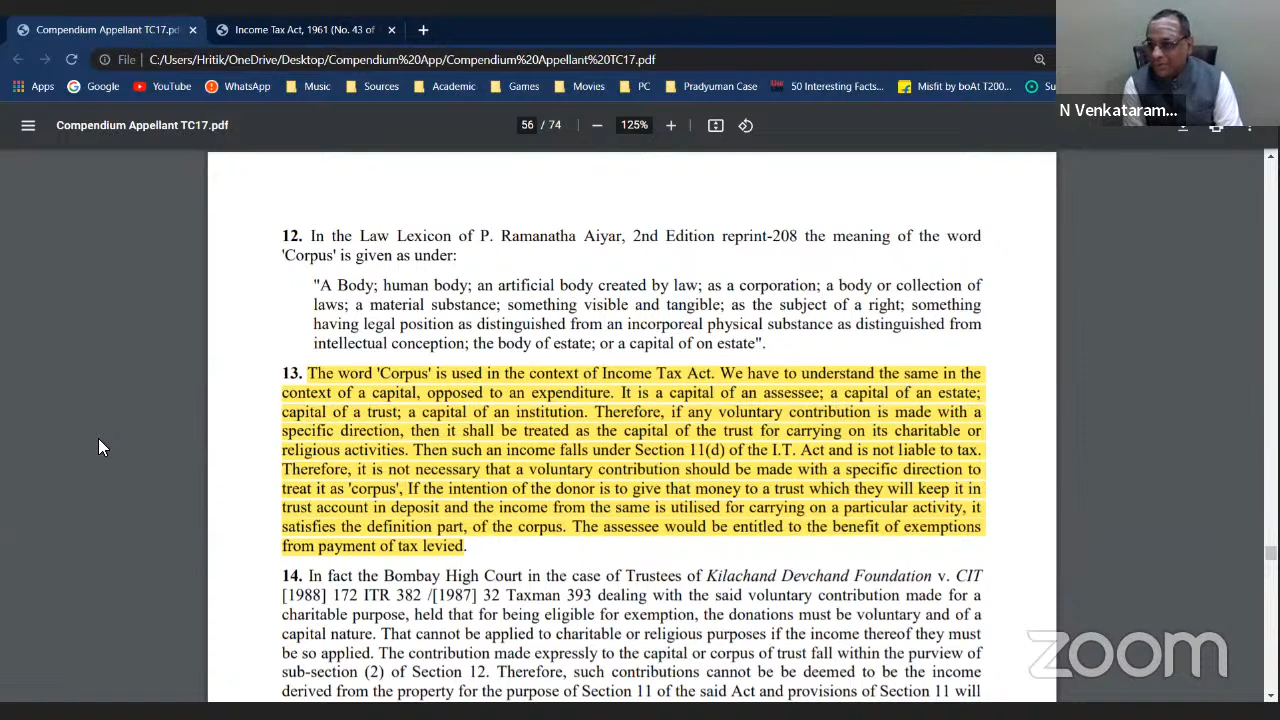 Compendium Appellant TC17.pdf
Income Tax Act, 1961 (No. 43 of
File C:/Users/Hritik/OneDrive/Desktop/Compendium%20App/Compendium%20Appellant%20TC17.pdf
Apps Google YouTube WhatsApp Music Sources Academic Games Movies PC Pradyuman Case 50 Interesting Facts... Misfit by boAt T200... Su
N Venkataram...
Compendium Appellant TC17.pdf 56 / 74 125%
12. In the Law Lexicon of P. Ramanatha Aiyar, 2nd Edition reprint-208 the meaning of the word
'Corpus' is given as under:
"A Body; human body; an artificial body created by law; as a corporation; a body or collection of
laws; a material substance; something visible and tangible; as the subject of a right; something
having legal position as distinguished from an incorporeal physical substance as distinguished from
intellectual conception; the body of estate; or a capital of on estate".
13. The word 'Corpus' is used in the context of Income Tax Act. We have to understand the same in the
context of a capital, opposed to an expenditure. It is a capital of an assessee; a capital of an estate;
capital of a trust; a capital of an institution. Therefore, if any voluntary contribution is made with a
specific direction, then it shall be treated as the capital of the trust for carrying on its charitable or
religious activities. Then such an income falls under Section 11(d) of the I.T. Act and is not liable to tax.
Therefore, it is not necessary that a voluntary contribution should be made with a specific direction to
treat it as 'corpus', If the intention of the donor is to give that money to a trust which they will keep it in
trust account in deposit and the income from the same is utilised for carrying on a particular activity, it
satisfies the definition part, of the corpus. The assessee would be entitled to the benefit of exemptions
from payment of tax levied.
14. In fact the Bombay High Court in the case of Trustees of Kilachand Devchand Foundation v. CIT
[1988] 172 ITR 382 /[1987] 32 Taxman 393 dealing with the said voluntary contribution made for a
charitable purpose, held that for being eligible for exemption, the donations must be voluntary and of a
capital nature. That cannot be applied to charitable or religious purposes if the income thereof they must
be so applied. The contribution made expressly to the capital or corpus of trust fall within the purview of
sub-section (2) of Section 12. Therefore, such contributions cannot be be deemed to be the income
derived from the property for the purpose of Section 11 of the said Act and provisions of Section 11 will
zoom